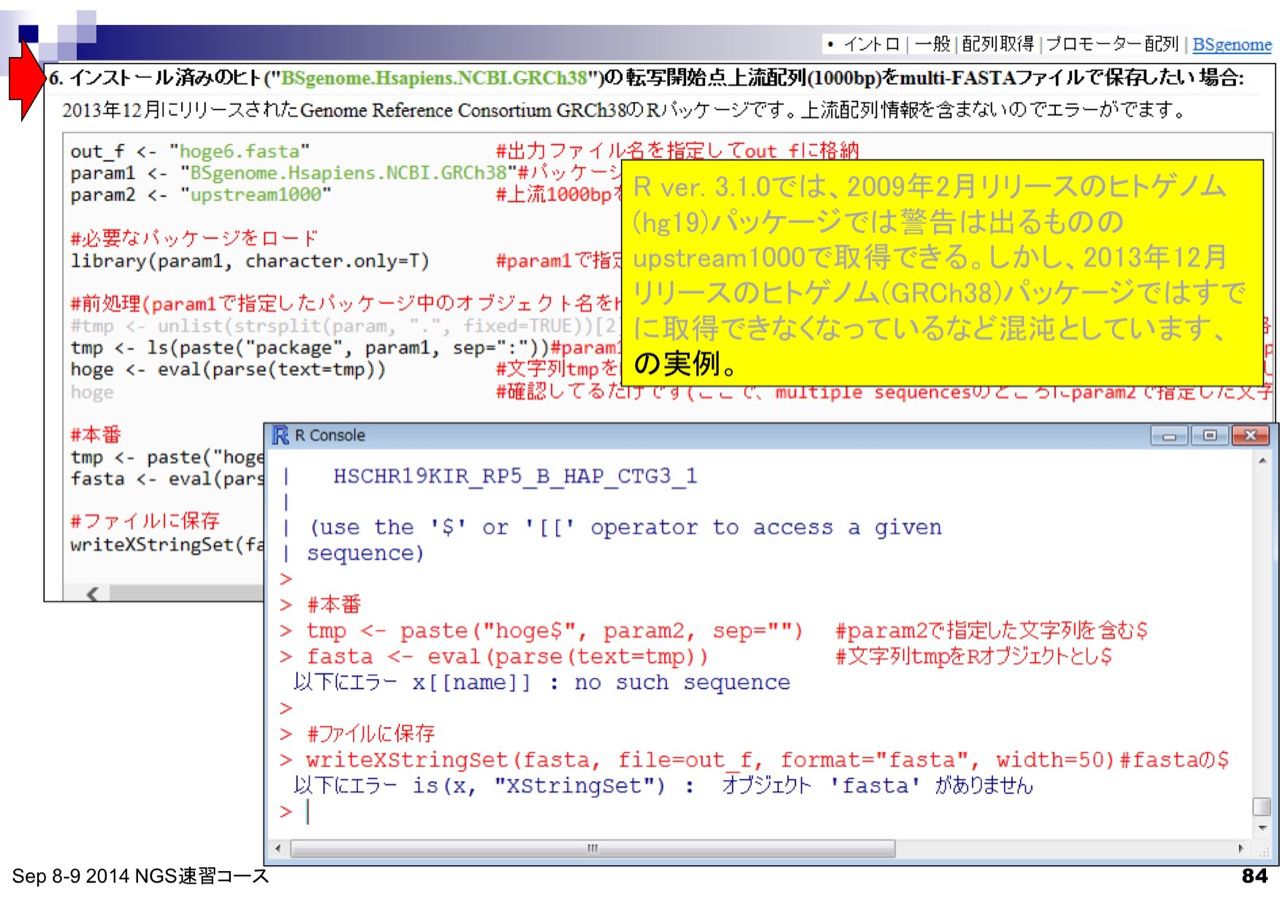 • イントロ | 一般 | 配列取得 | プロモーター配列 | BSgenome
6. インストール済みのヒト("BSgenome.Hsapiens.NCBI.GRCh38")の転写開始点上流配列(1000bp)をmulti-FASTAファイルで保存したい場合:
2013年12月にリリースされたGenome Reference Consortium GRCh38のRパッケージです。上流配列情報を含まないのでエラーがでます。
out_f <- "hoge6.fasta" #出力ファイル名を指定してout_fに格納
param1 <- "BSgenome.Hsapiens.NCBI.GRCh38"#パッケージ
param2 <- "upstream1000" #上流1000bpを
#必要なパッケージをロード
library(param1, character.only=T) #param1で指定
#前処理(param1で指定したパッケージ中のオブジェクト名を
#tmp <- unlist(strsplit(param, ".", fixed=TRUE))[2
tmp <- ls(paste("package", param1, sep=":"))#param1
hoge <- eval(parse(text=tmp)) #文字列tmpを
hoge #確認してるだけです(ここで、multiple sequencesのところにparam2で指定した文字
#本番
tmp <- paste("hoge
fasta <- eval(pars
#ファイルに保存
writeXStringSet(fa
R ver. 3.1.0では、2009年2月リリースのヒトゲノム
(hg19)パッケージでは警告は出るものの
upstream1000で取得できる。しかし、2013年12月
リリースのヒトゲノム(GRCh38)パッケージではすで
に取得できなくなっているなど混沌としています、
の実例。
R Console
| HSCHR19KIR_RP5_B_HAP_CTG3_1
|
| (use the '$' or '[[' operator to access a given
| sequence)
>
> #本番
> tmp <- paste("hoge$", param2, sep="") #param2で指定した文字列を含む$
> fasta <- eval(parse(text=tmp)) #文字列tmpをRオブジェクトとし$
以下にエラー x[[name]] : no such sequence
>
> #ファイルに保存
> writeXStringSet(fasta, file=out_f, format="fasta", width=50)#fastaの$
以下にエラー is(x, "XStringSet") : オブジェクト 'fasta' がありません
>
Sep 8-9 2014 NGS速習コース
84